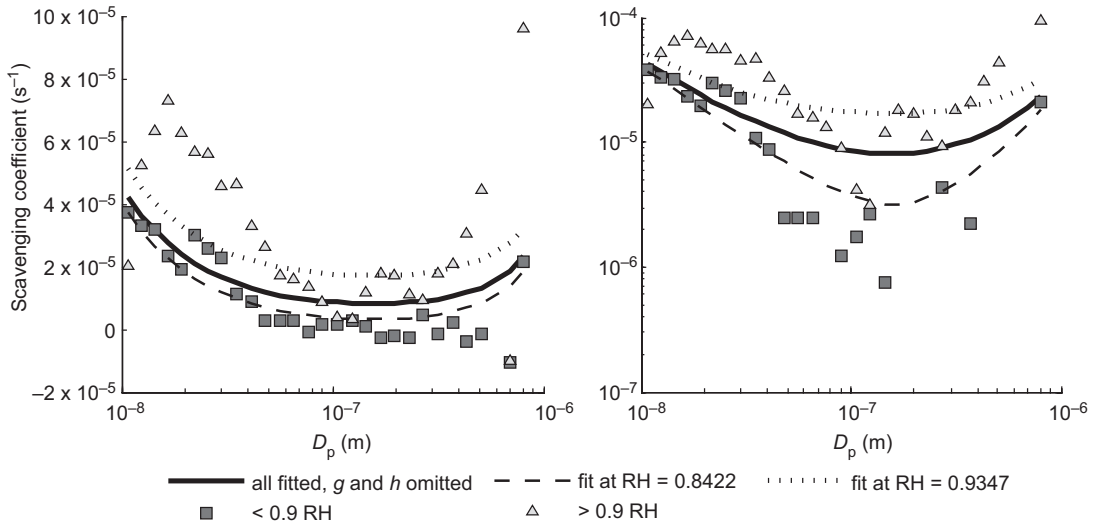 10 x 10⁻⁵
8 x 10⁻⁵
6 x 10⁻⁵
4 x 10⁻⁵
2 x 10⁻⁵
0
–2 x 10⁻⁵
Scavenging coefficient (s⁻¹)
10⁻⁸ 10⁻⁷ 10⁻⁶
Dₚ (m)
10⁻⁴
10⁻⁵
10⁻⁶
10⁻⁷
10⁻⁸ 10⁻⁷ 10⁻⁶
Dₚ (m)
all fitted, g and h omitted fit at RH = 0.8422 fit at RH = 0.9347
< 0.9 RH > 0.9 RH